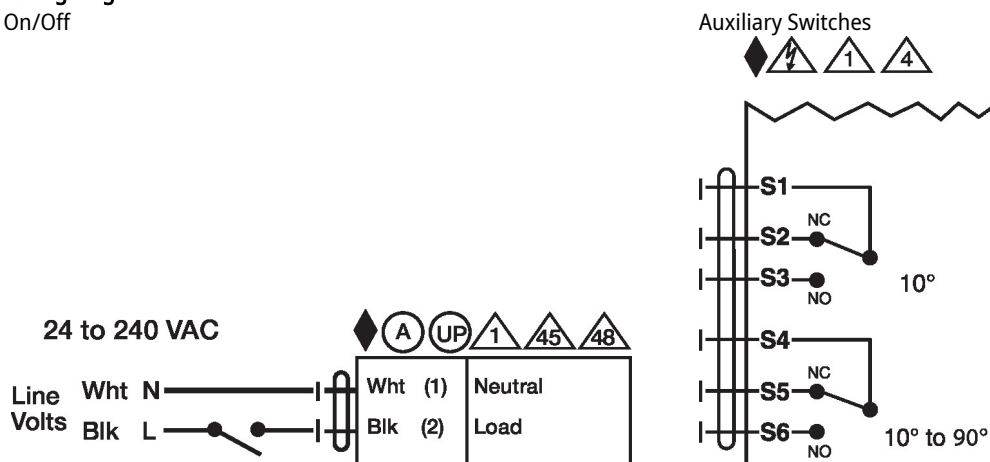 On/Off
24 to 240 VAC
A UP 1 45 48
Line Volts
Wht N
Wht (1) Neutral
Blk L
Blk (2) Load
Auxiliary Switches
1 4
S1
NC
S2
S3
NO
10°
S4
NC
S5
S6
NO
10° to 90°